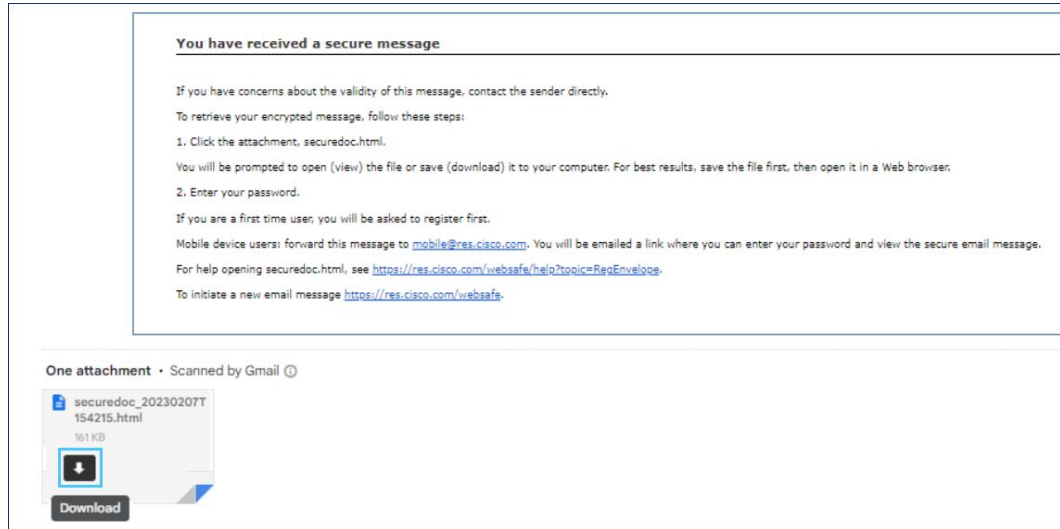 You have received a secure message
If you have concerns about the validity of this message, contact the sender directly.
To retrieve your encrypted message, follow these steps:
1. Click the attachment, securedoc.html.
You will be prompted to open (view) the file or save (download) it to your computer. For best results, save the file first, then open it in a Web browser.
2. Enter your password.
If you are a first time user, you will be asked to register first.
Mobile device users: forward this message to mobile@res.cisco.com. You will be emailed a link where you can enter your password and view the secure email message.
For help opening securedoc.html, see https://res.cisco.com/websafe/help?topic=RegEnvelope.
To initiate a new email message https://res.cisco.com/websafe.
One attachment • Scanned by Gmail
securedoc_20230207T
154215.html
161 KB
Download